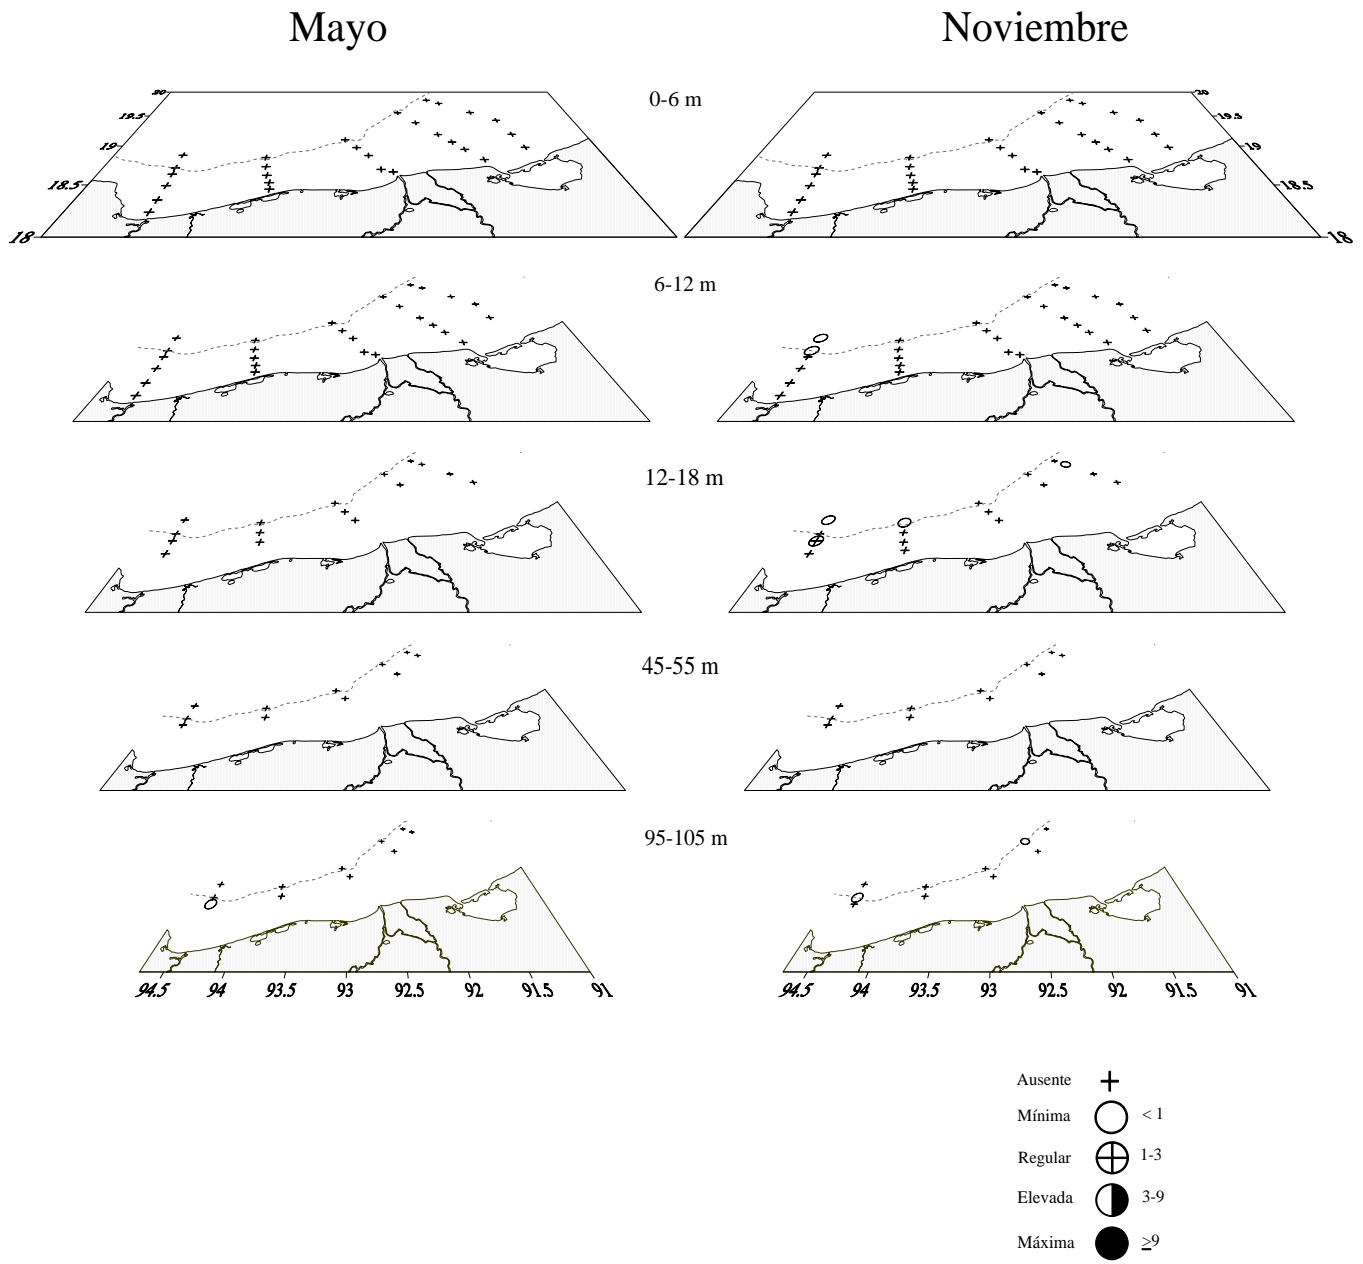 Mayo
Noviembre
0-6 m
20
19.5
19
18.5
18
20
19.5
19
18.5
18
6-12 m
12-18 m
45-55 m
95-105 m
94.5 94 93.5 93 92.5 92 91.5 91
94.5 94 93.5 93 92.5 92 91.5 91
Ausente
Mínima < 1
Regular 1-3
Elevada 3-9
Máxima ≥9